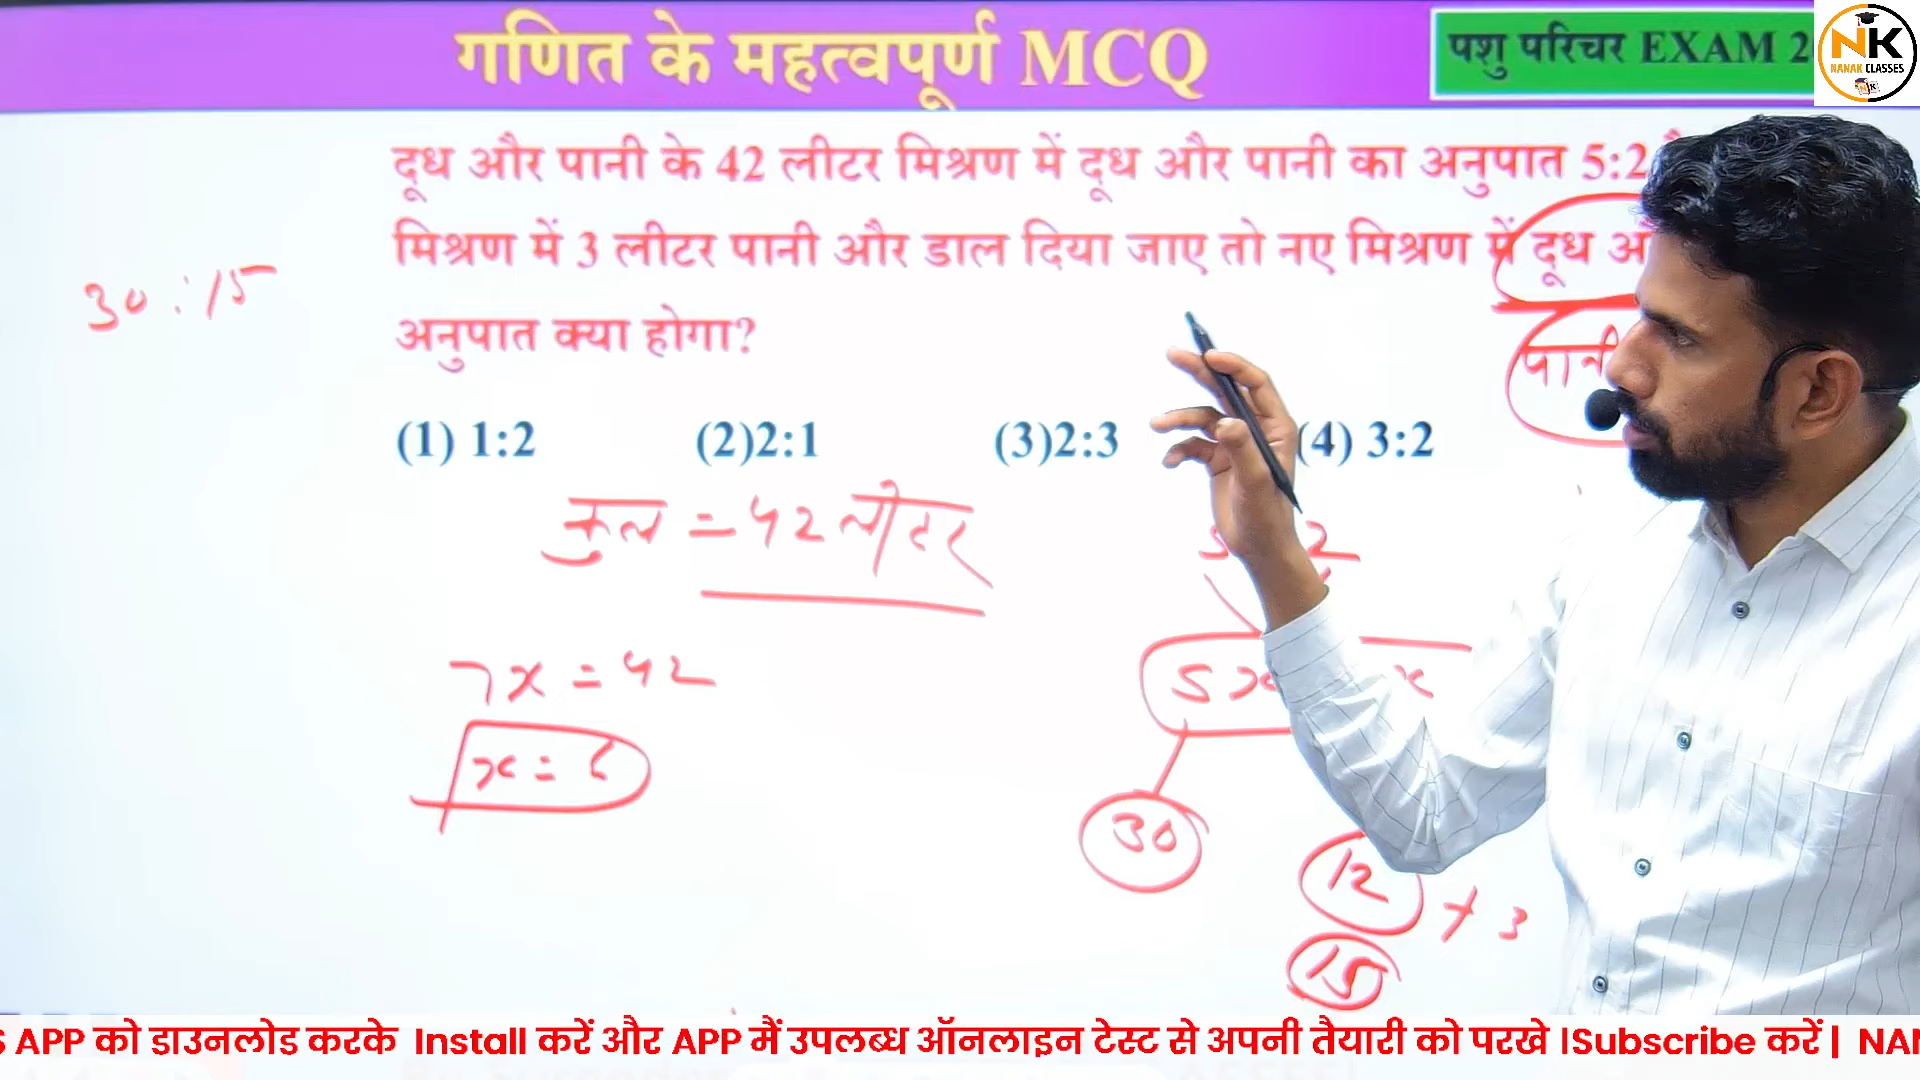 गणित के महत्वपूर्ण MCQ
पशु परिचर EXAM 2
NK
NANAK CLASSES
दूध और पानी के 42 लीटर मिश्रण में दूध और पानी का अनुपात 5:2
मिश्रण में 3 लीटर पानी और डाल दिया जाए तो नए मिश्रण में दूध
अनुपात क्या होगा?
30 : 15
पानी
(1) 1:2 (2)2:1 (3)2:3 (4) 3:2
कुल = 42 लीटर
5 2
7x = 42
5x x
x = 6
30
12 + 3
15
APP को डाउनलोड करके Install करें और APP मैं उपलब्ध ऑनलाइन टेस्ट से अपनी तैयारी को परखे ।Subscribe करें |